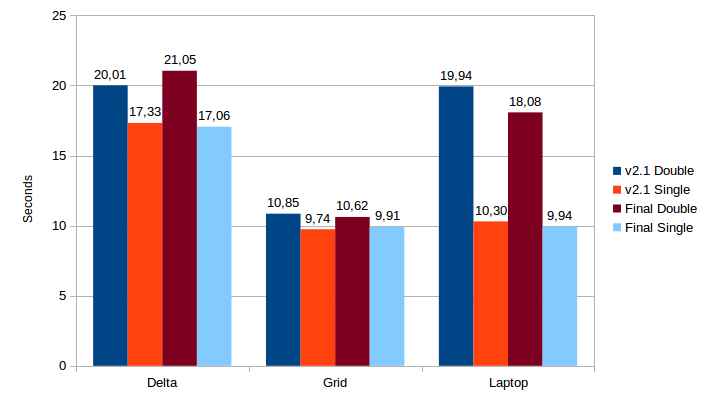 25
20
15
10
5
0
Seconds
20,01
17,33
21,05
17,06
10,85
9,74
10,62
9,91
19,94
10,30
18,08
9,94
Delta
Grid
Laptop
v2.1 Double
v2.1 Single
Final Double
Final Single